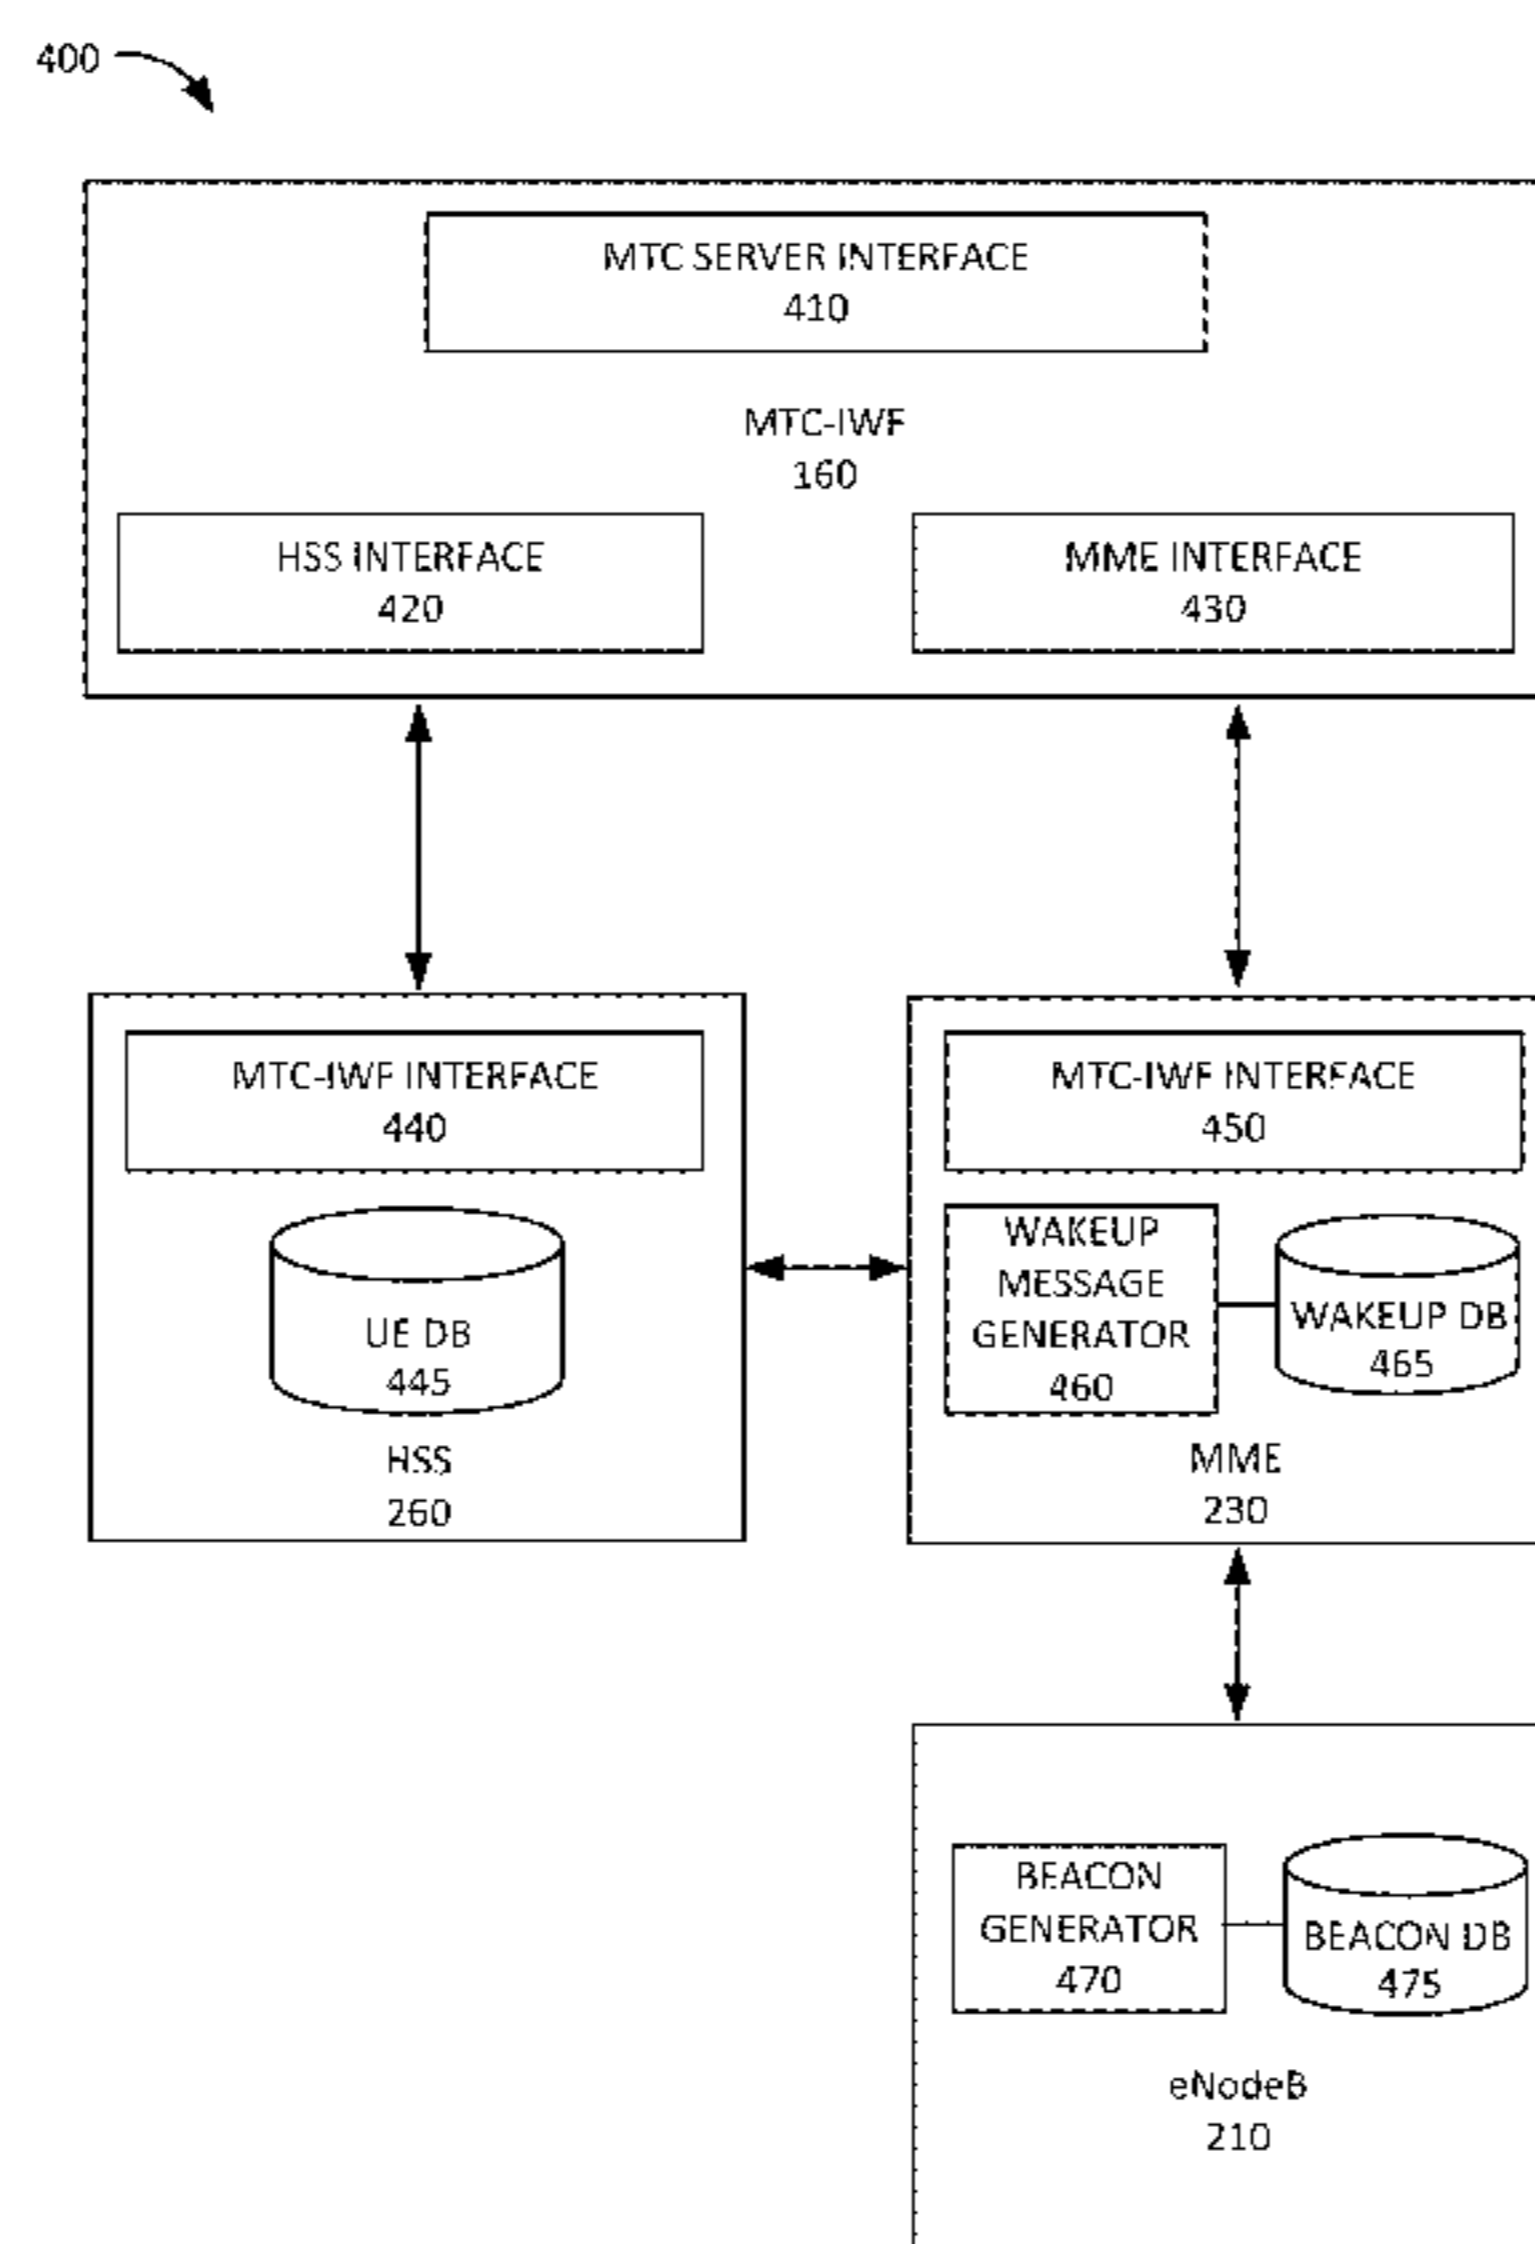 400
MTC SERVER INTERFACE
410
MTC-IWF
160
HSS INTERFACE
420
MME INTERFACE
430
MTC-IWF INTERFACE
440
UE DB
445
HSS
260
MTC-IWF INTERFACE
450
WAKEUP
MESSAGE
GENERATOR
460
WAKEUP DB
465
MME
230
BEACON
GENERATOR
470
BEACON DB
475
eNodeB
210